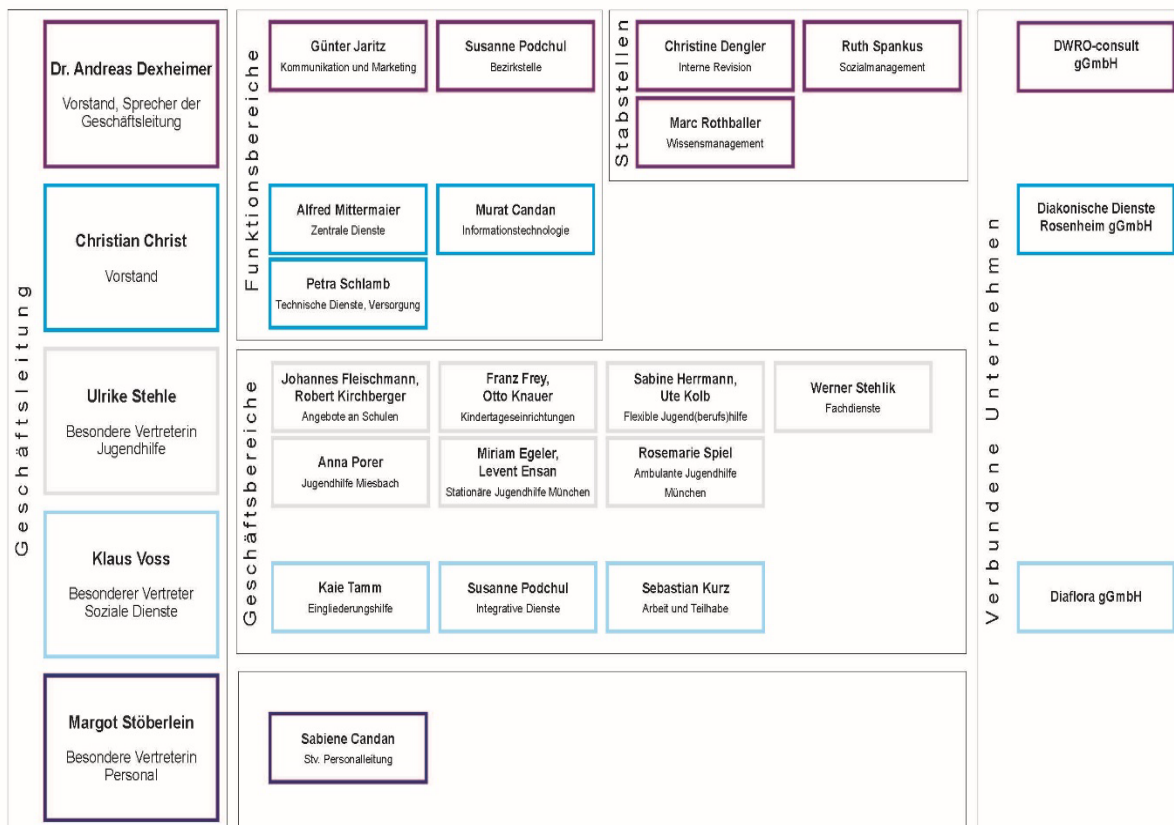 Geschäftsleitung
Dr. Andreas Dexheimer
Vorstand, Sprecher der
Geschäftsleitung
Christian Christ
Vorstand
Ulrike Stehle
Besondere Vertreterin
Jugendhilfe
Klaus Voss
Besonderer Vertreter
Soziale Dienste
Margot Stöberlein
Besondere Vertreterin
Personal
Funktionsbereiche
Günter Jaritz
Kommunikation und Marketing
Susanne Podchul
Bezirkstelle
Alfred Mittermaier
Zentrale Dienste
Murat Candan
Informationstechnologie
Petra Schlamb
Technische Dienste, Versorgung
Stabstellen
Christine Dengler
Interne Revision
Ruth Spankus
Sozialmanagement
Marc Rothballer
Wissensmanagement
Geschäftsbereiche
Johannes Fleischmann,
Robert Kirchberger
Angebote an Schulen
Franz Frey,
Otto Knauer
Kindertageseinrichtungen
Sabine Herrmann,
Ute Kolb
Flexible Jugend(berufs)hilfe
Werner Stehlik
Fachdienste
Anna Porer
Jugendhilfe Miesbach
Miriam Egeler,
Levent Ensan
Stationäre Jugendhilfe München
Rosemarie Spiel
Ambulante Jugendhilfe
München
Kaie Tamm
Eingliederungshilfe
Susanne Podchul
Integrative Dienste
Sebastian Kurz
Arbeit und Teilhabe
Sabiene Candan
Stv. Personalleitung
Verbundene Unternehmen
DWRO-consult
gGmbH
Diakonische Dienste
Rosenheim gGmbH
Diaflora gGmbH